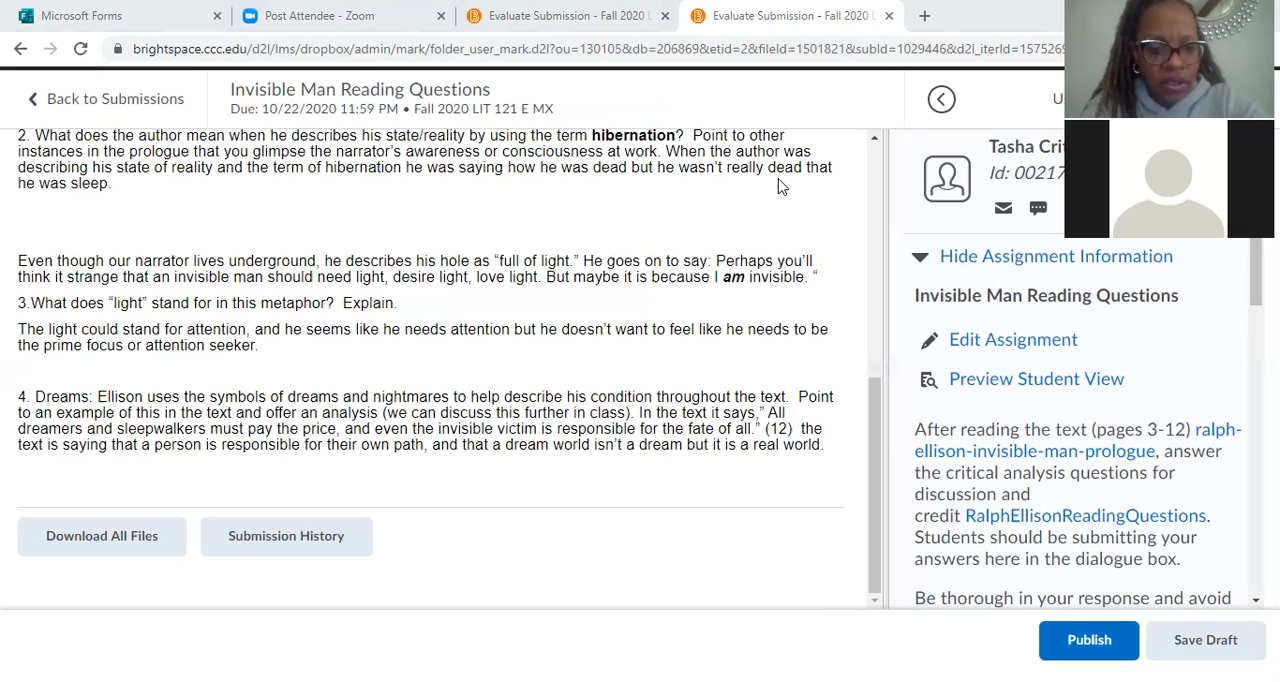 Microsoft Forms
Post Attendee - Zoom
Evaluate Submission - Fall 2020 L
Evaluate Submission - Fall 2020
brightspace.ccc.edu/d2l/lms/dropbox/admin/mark/folder_user_mark.d2l?ou=130105&db=206869&etid=2&fileId=1501821&subId=1029446&d2l_iterId=1575269
Back to Submissions
Invisible Man Reading Questions
Due: 10/22/2020 11:59 PM • Fall 2020 LIT 121 E MX
U
2. What does the author mean when he describes his state/reality by using the term hibernation? Point to other
instances in the prologue that you glimpse the narrator’s awareness or consciousness at work. When the author was
describing his state of reality and the term of hibernation he was saying how he was dead but he wasn’t really dead that
he was sleep.
Even though our narrator lives underground, he describes his hole as “full of light.” He goes on to say: Perhaps you’ll
think it strange that an invisible man should need light, desire light, love light. But maybe it is because I am invisible. “
3.What does “light” stand for in this metaphor? Explain.
The light could stand for attention, and he seems like he needs attention but he doesn’t want to feel like he needs to be
the prime focus or attention seeker.
4. Dreams: Ellison uses the symbols of dreams and nightmares to help describe his condition throughout the text. Point
to an example of this in the text and offer an analysis (we can discuss this further in class). In the text it says,” All
dreamers and sleepwalkers must pay the price, and even the invisible victim is responsible for the fate of all.” (12) the
text is saying that a person is responsible for their own path, and that a dream world isn’t a dream but it is a real world.
Download All Files
Submission History
Tasha Crit
Id: 00217
Hide Assignment Information
Invisible Man Reading Questions
Edit Assignment
Preview Student View
After reading the text (pages 3-12) ralph-
ellison-invisible-man-prologue, answer
the critical analysis questions for
discussion and
credit RalphEllisonReadingQuestions.
Students should be submitting your
answers here in the dialogue box.
Be thorough in your response and avoid
Publish
Save Draft